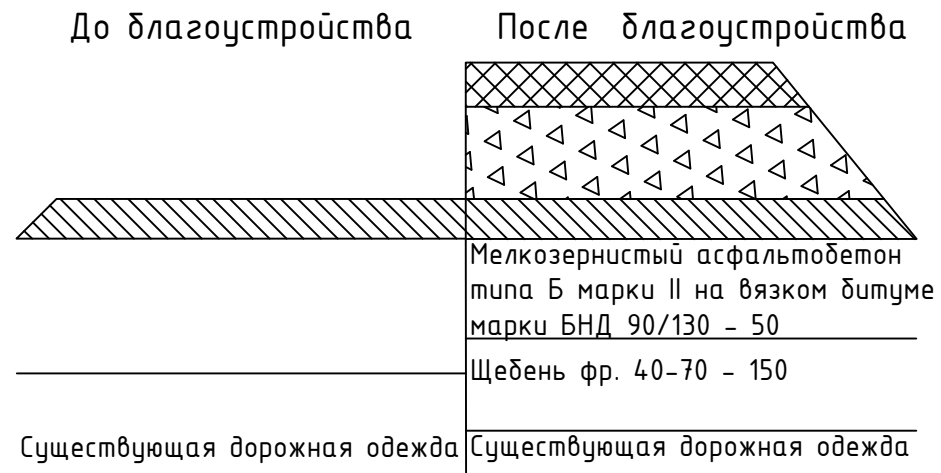 До благоустройства
После благоустройства
Мелкозернистый асфальтобетон
типа Б марки II на вязком битуме
марки БНД 90/130 - 50
Щебень фр. 40-70 - 150
Существующая дорожная одежда
Существующая дорожная одежда